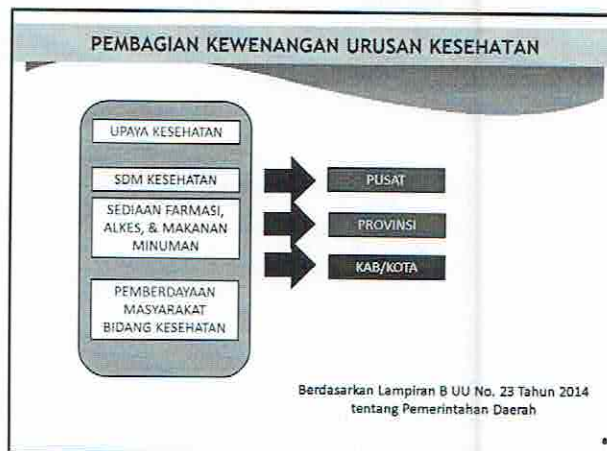 PEMBAGIAN KEWENANGAN URUSAN KESEHATAN
UPAYA KESEHATAN
SDM KESEHATAN
SEDIAAN FARMASI,
ALKES, & MAKANAN
MINUMAN
PEMBERDAYAAN
MASYARAKAT
BIDANG KESEHATAN
PUSAT
PROVINSI
KAB/KOTA
Berdasarkan Lampiran B UU No. 23 Tahun 2014
tentang Pemerintahan Daerah